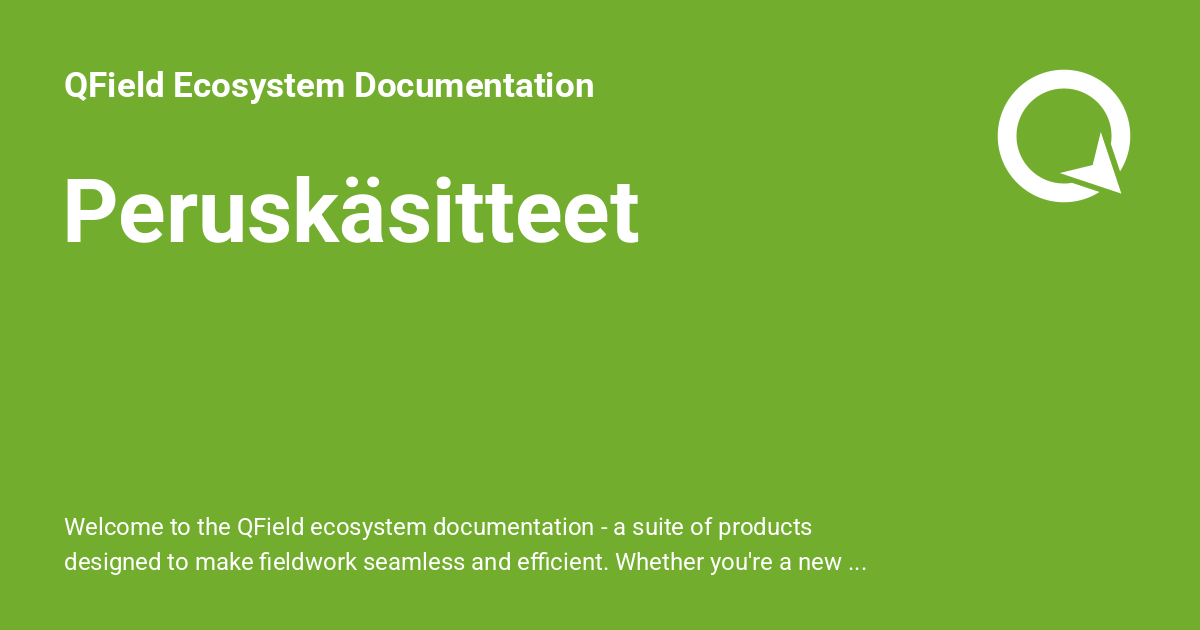 QField Ecosystem Documentation
Peruskäsitteet
Welcome to the QField ecosystem documentation - a suite of products
designed to make fieldwork seamless and efficient. Whether you're a new ...